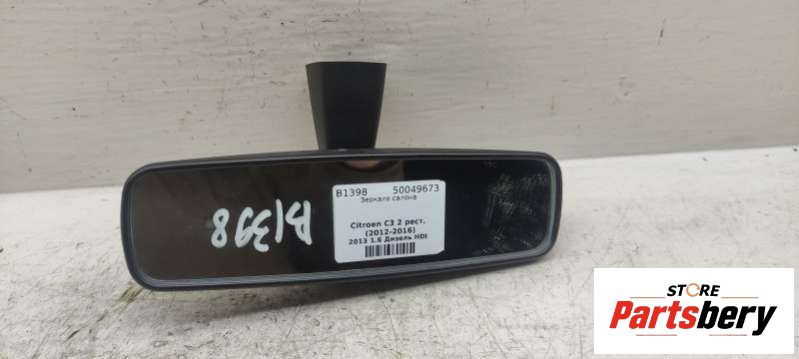 B1398
B1398 50049673
Зеркало салона
Citroen C3 2 рест.
(2012-2016)
2013 1.6 Дизель HDI
STORE
Partsbery